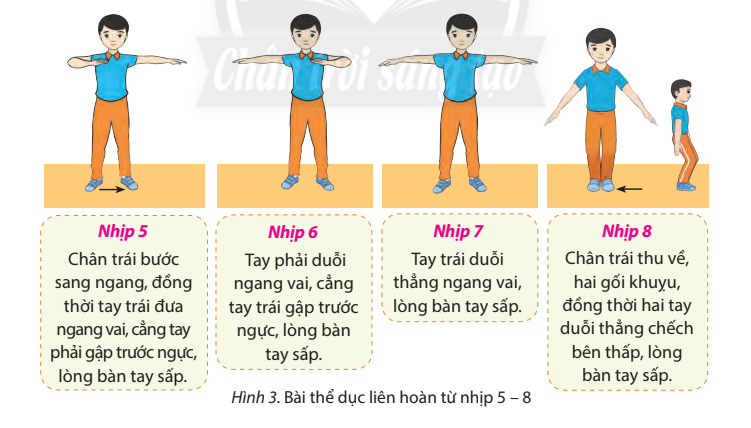 Chân trời sáng tạo
Nhịp 5
Chân trái bước
sang ngang, đồng
thời tay trái đưa
ngang vai, cẳng tay
phải gập trước ngực,
lòng bàn tay sấp.
Nhịp 6
Tay phải duỗi
ngang vai, cẳng
tay trái gập trước
ngực, lòng bàn
tay sấp.
Nhịp 7
Tay trái duỗi
thẳng ngang vai,
lòng bàn tay sấp.
Nhịp 8
Chân trái thu về,
hai gối khuỵu,
đồng thời hai tay
duỗi thẳng chếch
bên thấp, lòng
bàn tay sấp.
Hình 3. Bài thể dục liên hoàn từ nhịp 5 – 8